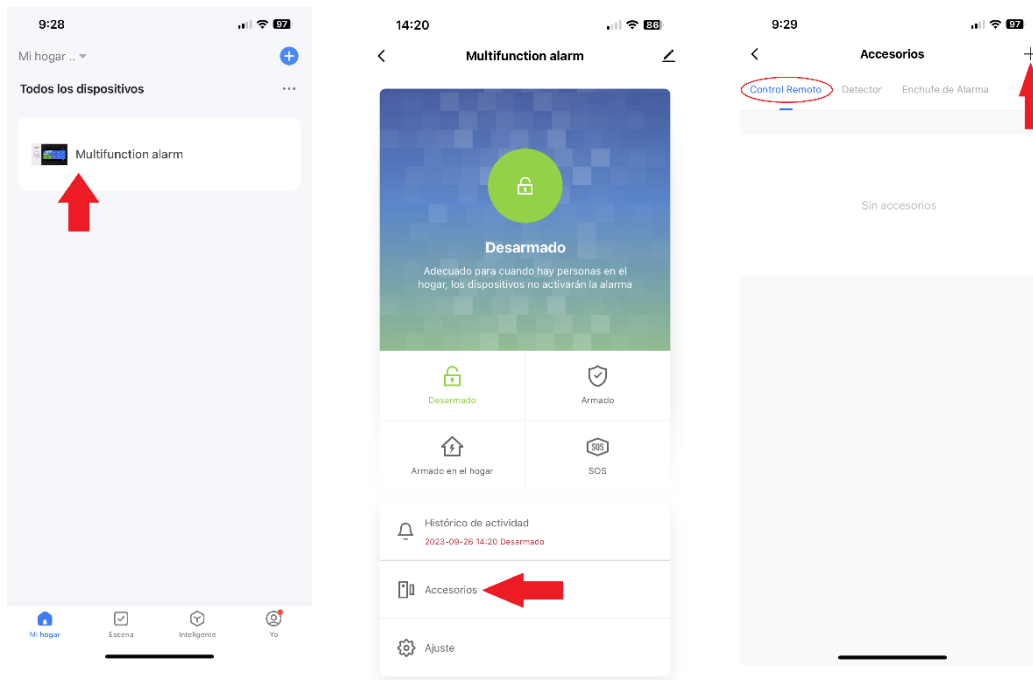 9:28
97
Mi hogar ..
Todos los dispositivos
Multifunction alarm
Mi hogar
Escena
Inteligente
Yo
14:20
86
Multifunction alarm
Desarmado
Adecuado para cuando hay personas en el
hogar, los dispositivos no activarán la alarma
Desarmado
Armado
Armado en el hogar
SOS
SOS
Histórico de actividad
2023-09-26 14:20 Desarmado
Accesorios
Ajuste
9:29
97
Accesorios
Control Remoto
Detector
Enchufe de Alarma
Sin accesorios